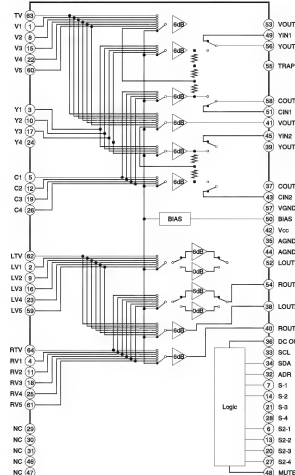 TV 63
V1 1
V2 8
V3 15
V4 22
V5 60
Y1 3
Y2 10
Y3 17
Y4 24
C1 5
C2 12
C3 19
C4 26
LTV 62
LV1 2
LV2 9
LV3 16
LV4 23
LV5 59
RTV 64
RV1 4
RV2 11
RV3 18
RV4 25
RV5 61
NC 29
NC 30
NC 31
NC 46
NC 47
6dB
6dB
6dB
6dB
6dB
6dB
BIAS
6dB
0dB
6dB
0dB
6dB
6dB
Logic
53 VOUT
49 YIN1
56 YOUT
55 TRAP
58 COUT
51 CIN1
41 VOUT
45 YIN2
39 YOUT
37 COUT
43 CIN2
57 VGND
50 BIAS
42 Vcc
35 AGND
44 AGND
52 LOUT
54 ROUT
38 LOUT
40 ROUT
36 DC OU
33 SCL
34 SDA
32 ADR
7 S-1
14 S-2
21 S-3
28 S-4
6 S2-1
13 S2-2
20 S2-3
27 S2-4
48 MUTE